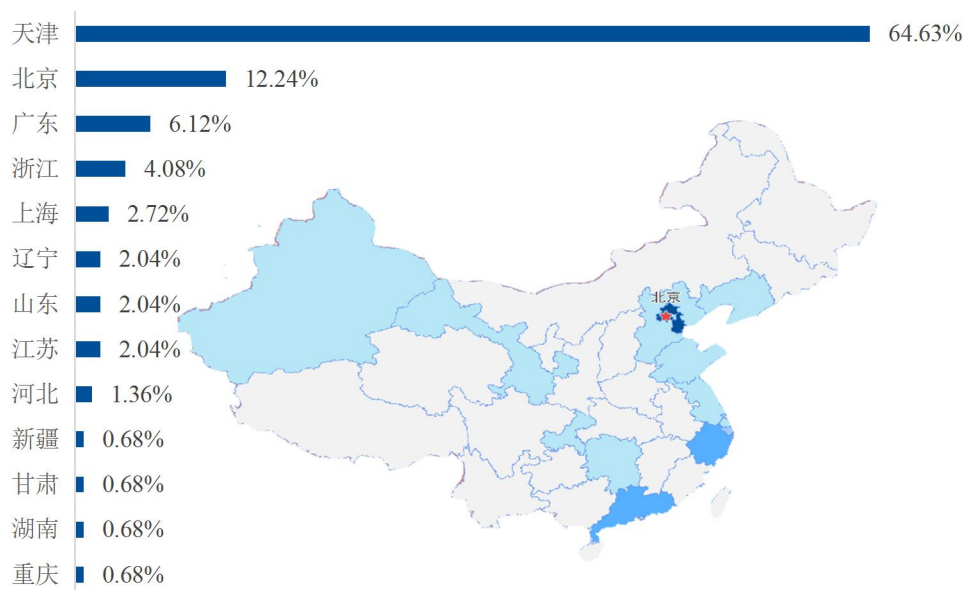 天津 64.63%
北京 12.24%
广东 6.12%
浙江 4.08%
上海 2.72%
辽宁 2.04%
山东 2.04%
江苏 2.04%
河北 1.36%
新疆 0.68%
甘肃 0.68%
湖南 0.68%
重庆 0.68%
北京